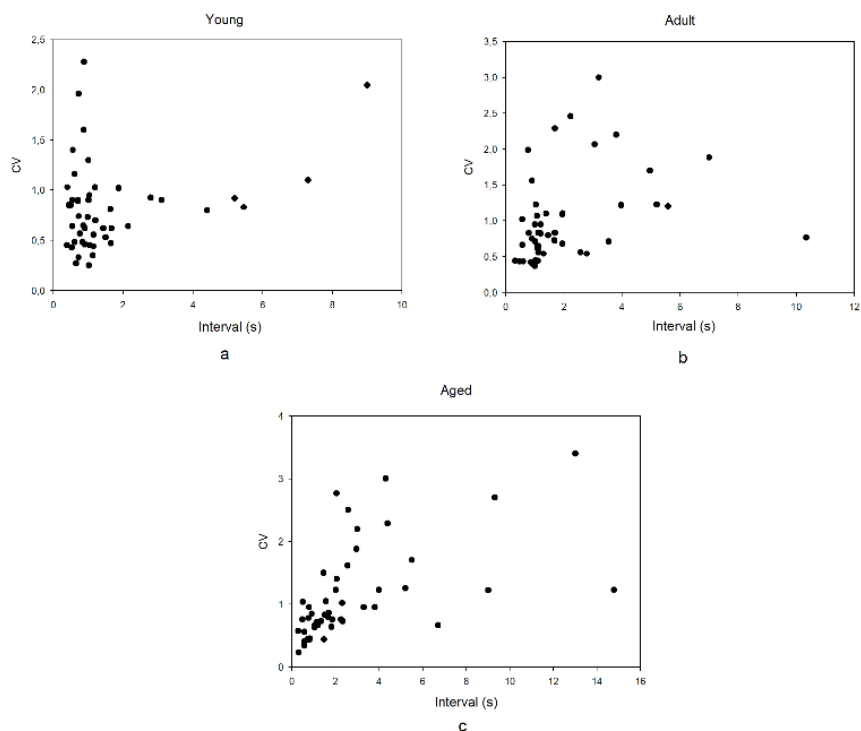 Young
2,5
2,0
1,5
1,0
0,5
0,0
CV
0 2 4 6 8 10
Interval (s)
a
Adult
3,5
3,0
2,5
2,0
1,5
1,0
0,5
0,0
CV
0 2 4 6 8 10 12
Interval (s)
b
Aged
4
3
2
1
0
CV
0 2 4 6 8 10 12 14 16
Interval (s)
c